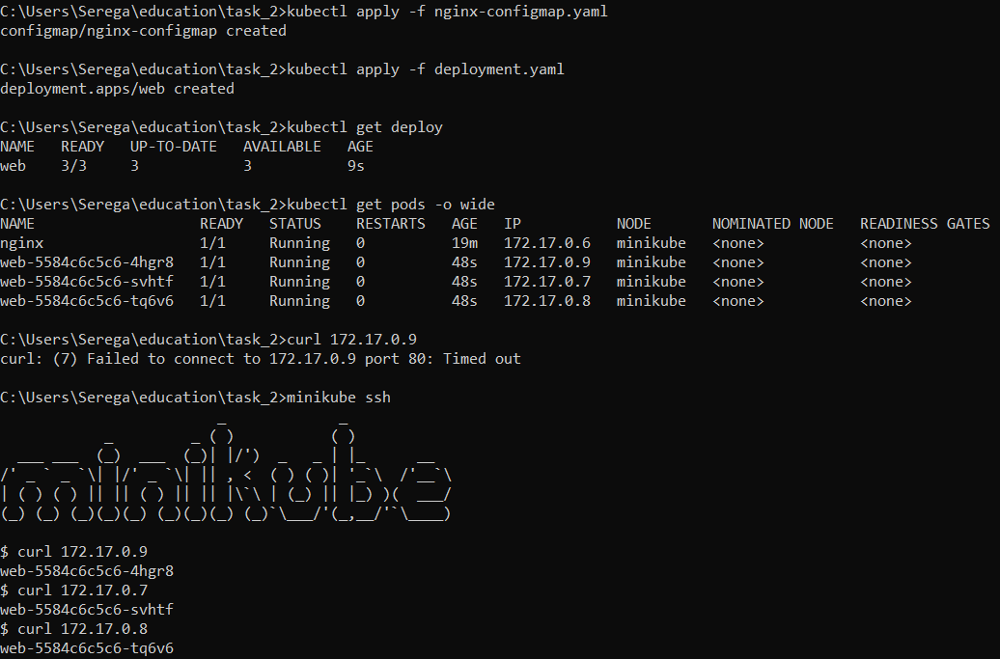 C:\Users\Serega\education\task_2>kubectl apply -f nginx-configmap.yaml
configmap/nginx-configmap created
C:\Users\Serega\education\task_2>kubectl apply -f deployment.yaml
deployment.apps/web created
C:\Users\Serega\education\task_2>kubectl get deploy
NAME   READY   UP-TO-DATE   AVAILABLE   AGE
web    3/3     3            3           9s
C:\Users\Serega\education\task_2>kubectl get pods -o wide
NAME                   READY   STATUS    RESTARTS   AGE   IP           NODE       NOMINATED NODE   READINESS GATES
nginx                  1/1     Running   0          19m   172.17.0.6   minikube   <none>           <none>
web-5584c6c5c6-4hgr8   1/1     Running   0          48s   172.17.0.9   minikube   <none>           <none>
web-5584c6c5c6-svhtf   1/1     Running   0          48s   172.17.0.7   minikube   <none>           <none>
web-5584c6c5c6-tq6v6   1/1     Running   0          48s   172.17.0.8   minikube   <none>           <none>
C:\Users\Serega\education\task_2>curl 172.17.0.9
curl: (7) Failed to connect to 172.17.0.9 port 80: Timed out
C:\Users\Serega\education\task_2>minikube ssh
minikube
$ curl 172.17.0.9
web-5584c6c5c6-4hgr8
$ curl 172.17.0.7
web-5584c6c5c6-svhtf
$ curl 172.17.0.8
web-5584c6c5c6-tq6v6